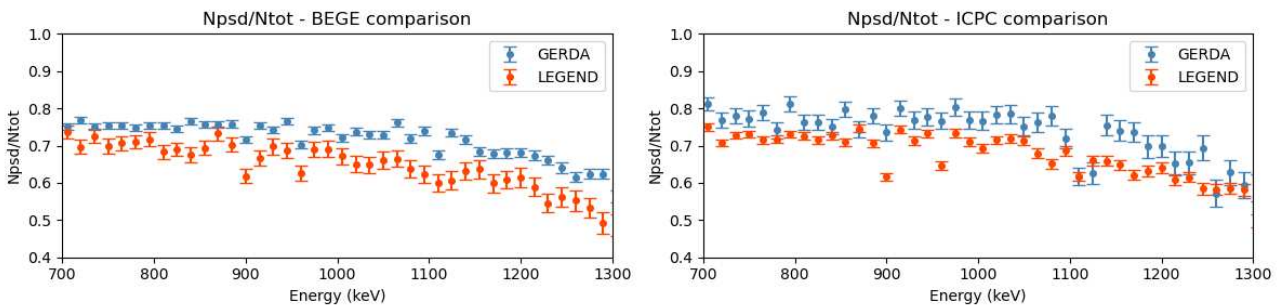 Npsd/Ntot - BEGE comparison
1.0
0.9
0.8
0.7
0.6
0.5
0.4
Npsd/Ntot
GERDA
LEGEND
700 800 900 1000 1100 1200 1300
Energy (keV)
Npsd/Ntot - ICPC comparison
1.0
0.9
0.8
0.7
0.6
0.5
0.4
Npsd/Ntot
GERDA
LEGEND
700 800 900 1000 1100 1200 1300
Energy (keV)